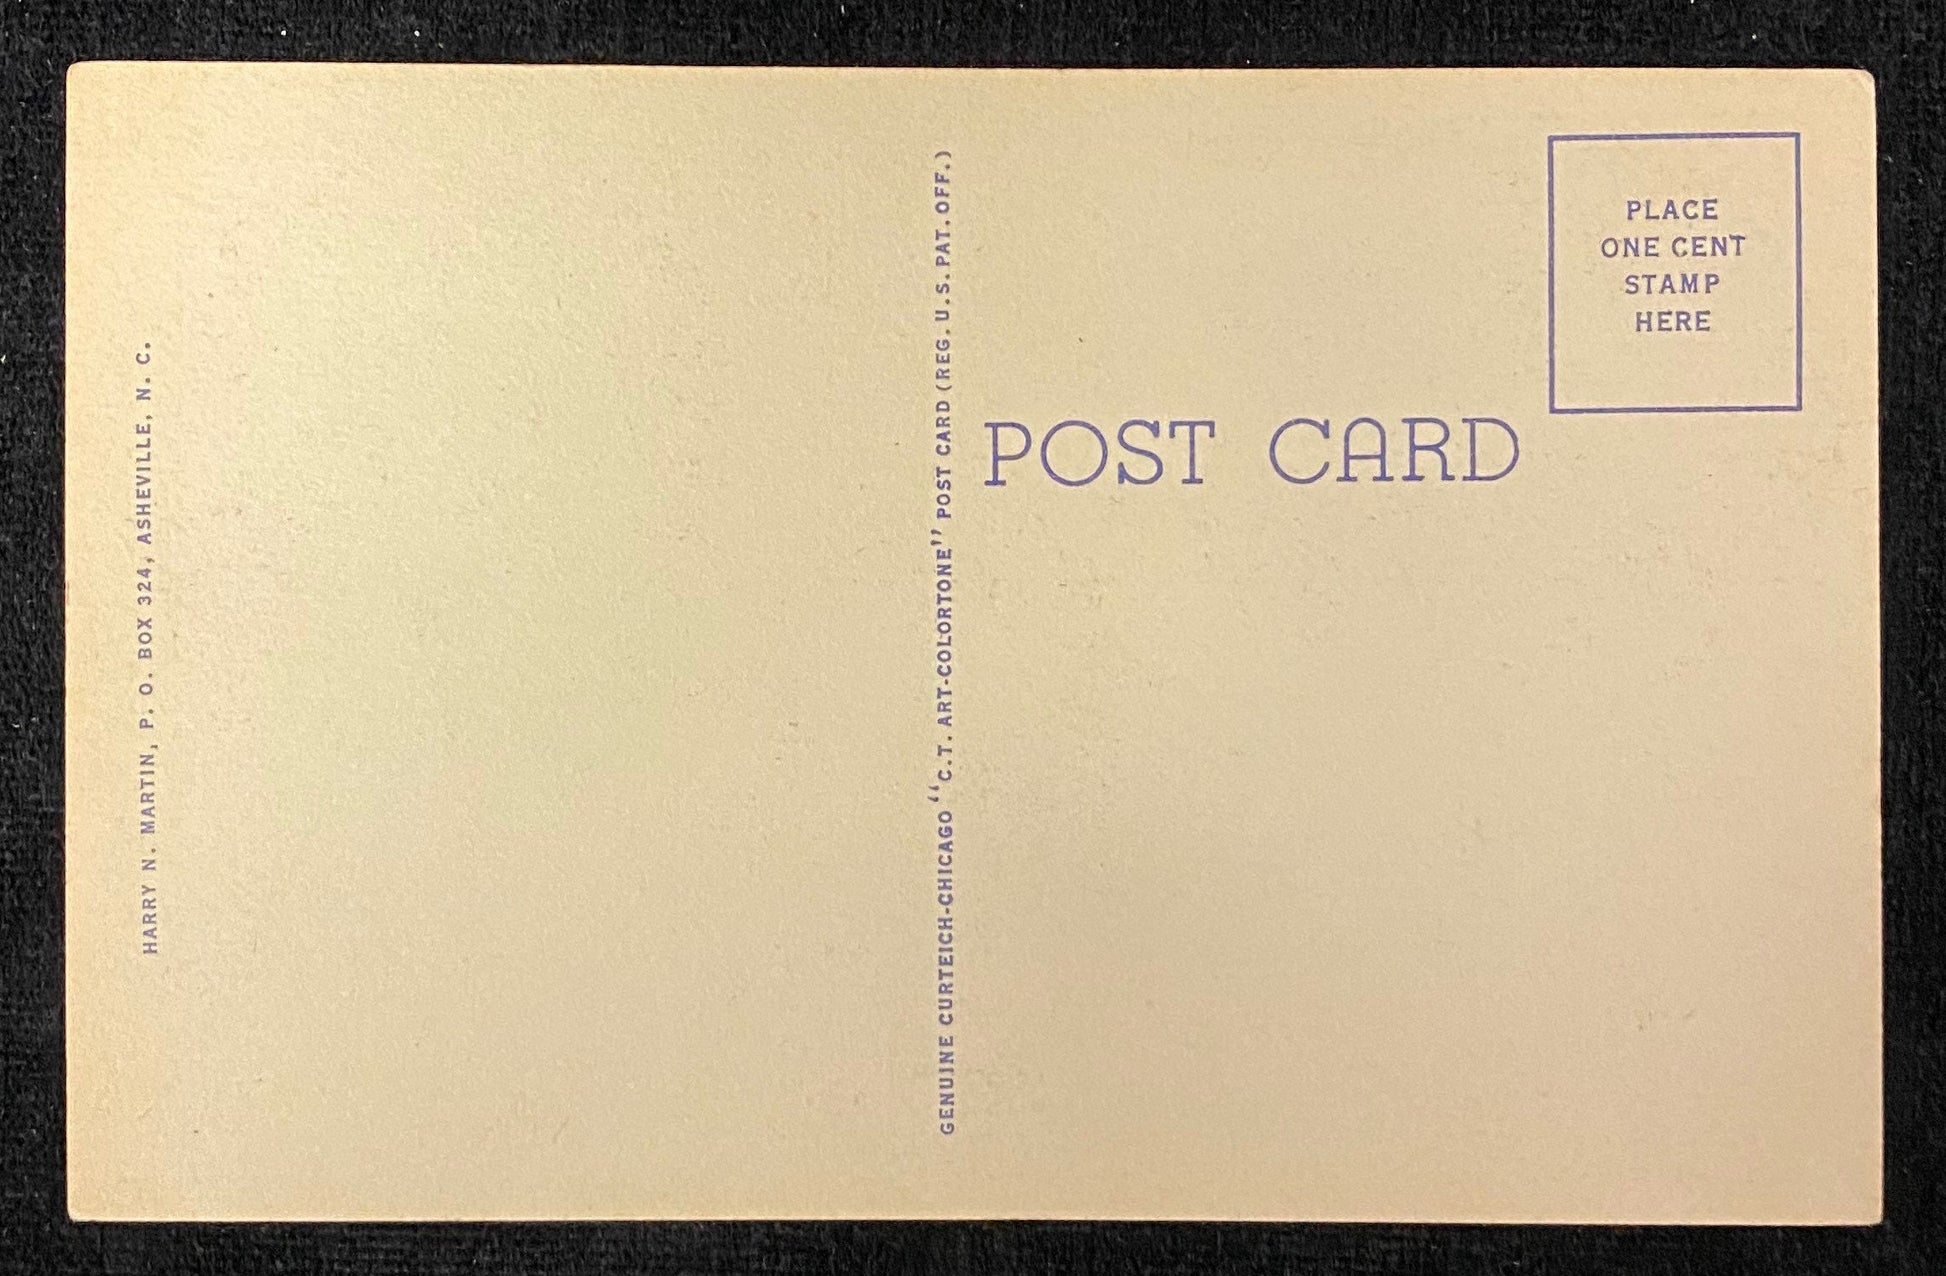 HARRY N. MARTIN, P. O. BOX 324, ASHEVILLE, N. C.
GENUINE CURTEICH-CHICAGO "C.T. ART-COLORTONE" POST CARD (REG. U.S. PAT. OFF.)
POST CARD
PLACE
ONE CENT
STAMP
HERE